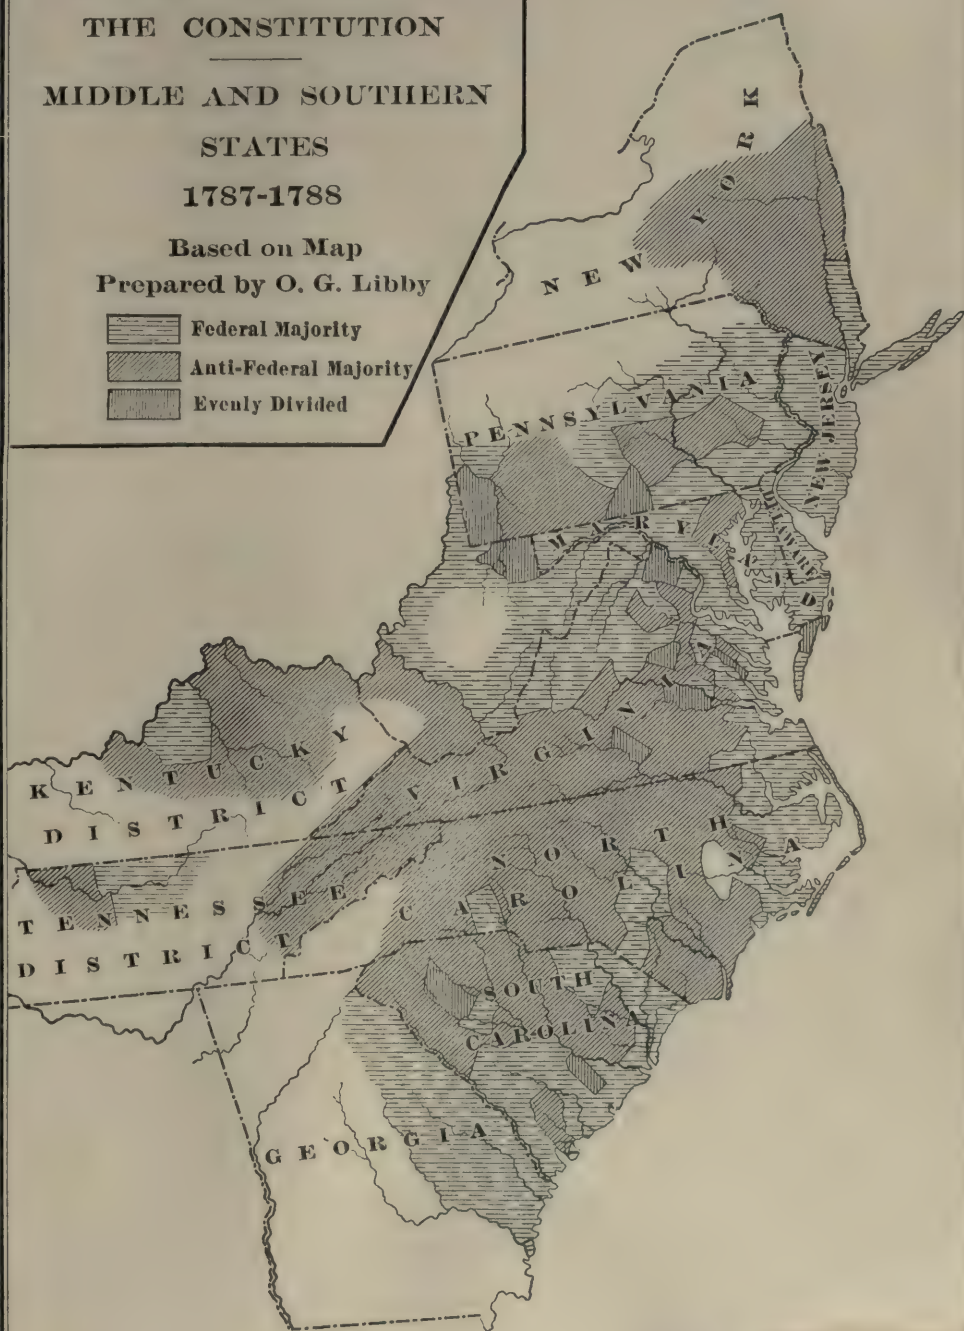 THE CONSTITUTION
MIDDLE AND SOUTHERN
STATES
1787-1788
Based on Map
Prepared by O. G. Libby
Federal Majority
Anti-Federal Majority
Evenly Divided
NEW YORK
PENNSYLVANIA
NEW JERSEY
MARYLAND
DELAWARE
VIRGINIA
KENTUCKY
DISTRICT
NORTH
CAROLINA
TENNESSEE
DISTRICT
SOUTH
CAROLINA
GEORGIA